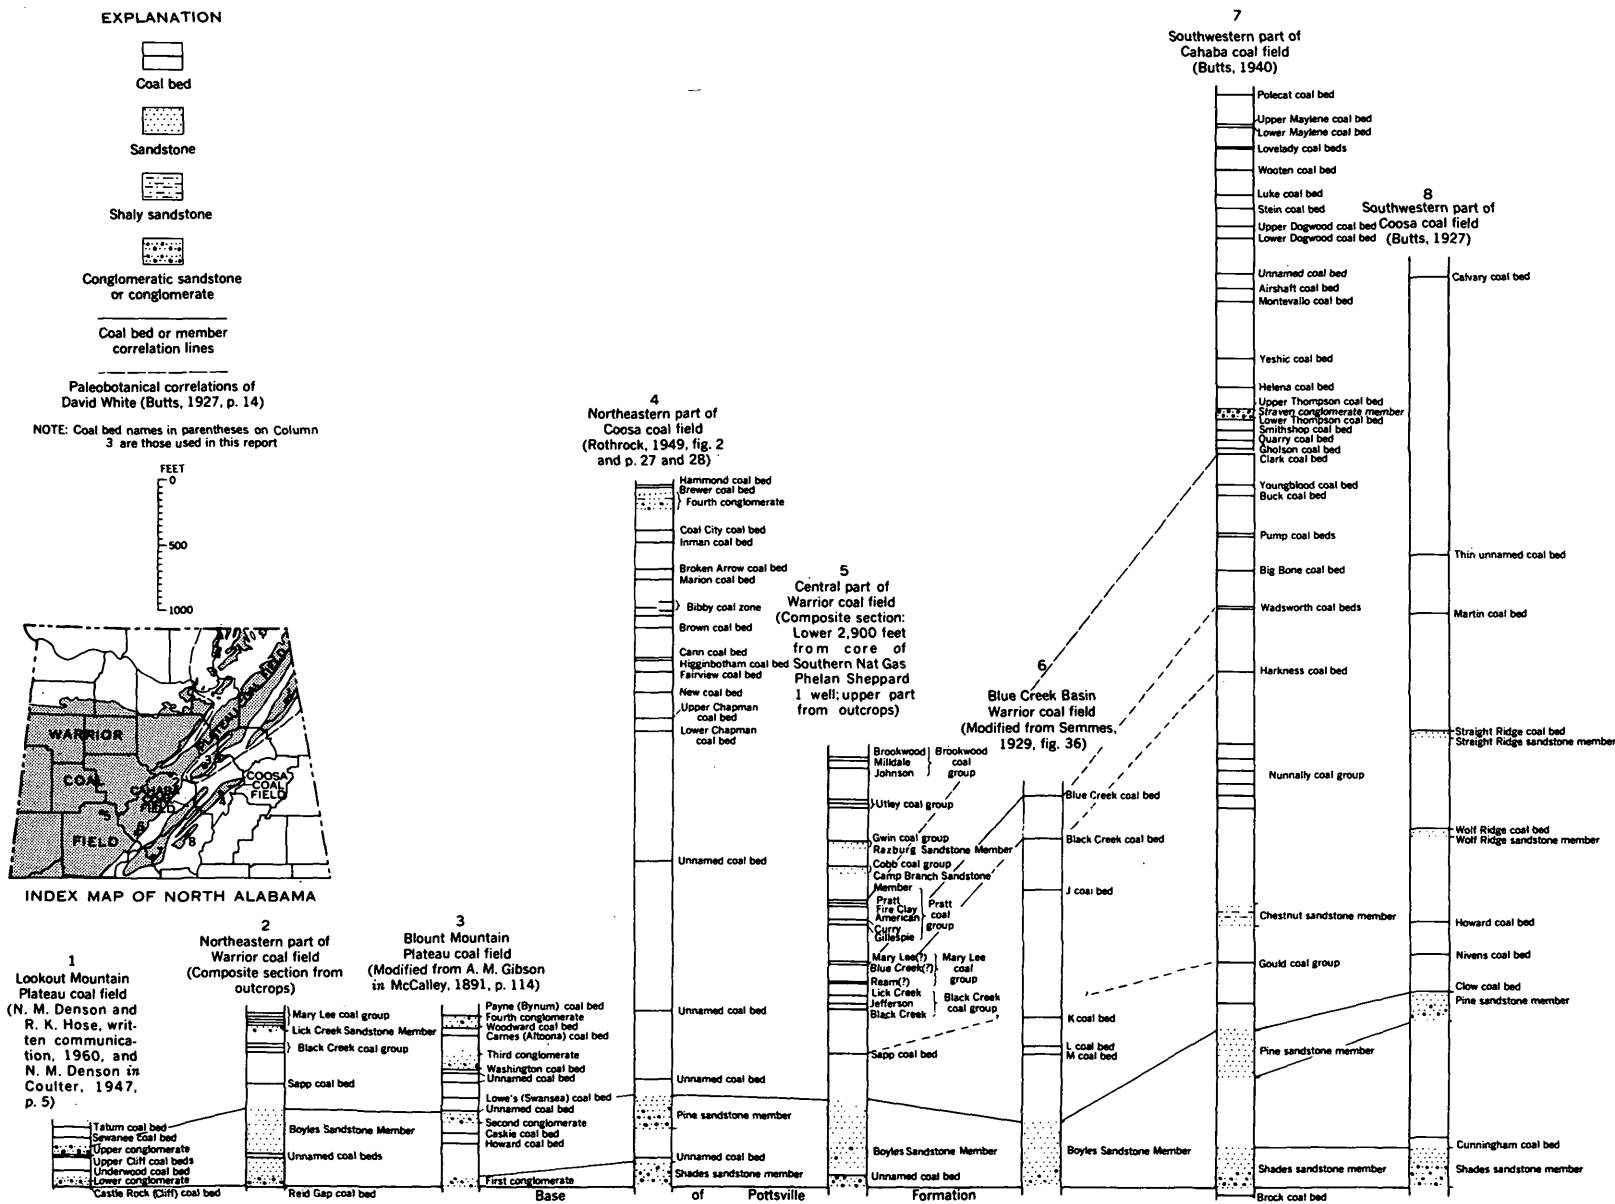 EXPLANATION
Coal bed
Sandstone
Shaly sandstone
Conglomeratic sandstone
or conglomerate
Coal bed or member
correlation lines
Paleobotanical correlations of
David White (Butts, 1927, p. 14)
NOTE: Coal bed names in parentheses on Column
3 are those used in this report
FEET
0
500
1000
WARRIOR
COAL
FIELD
PLATEAU COAL FIELD
CAHABA
COAL
FIELD
COOSA
COAL
FIELD
1
2
3
4
5
6
7
8
INDEX MAP OF NORTH ALABAMA
1
Lookout Mountain
Plateau coal field
(N. M. Denson and
R. K. Hose, writ-
ten communica-
tion, 1960, and
N. M. Denson in
Coulter, 1947,
p. 5)
Tatum coal bed
Sewanee coal bed
Upper conglomerate
Upper Cliff coal beds
Underwood coal bed
Lower conglomerate
Castle Rock (Cliff) coal bed
2
Northeastern part of
Warrior coal field
(Composite section from
outcrops)
Mary Lee coal group
Lick Creek Sandstone Member
Black Creek coal group
Sapp coal bed
Boyles Sandstone Member
Unnamed coal beds
Reid Gap coal bed
3
Blount Mountain
Plateau coal field
(Modified from A. M. Gibson
in McCalley, 1891, p. 114)
Payne (Bynum) coal bed
Fourth conglomerate
Woodward coal bed
Carnes (Altoona) coal bed
Third conglomerate
Washington coal bed
Unnamed coal bed
Lowe's (Swansea) coal bed
Unnamed coal bed
Second conglomerate
Caskie coal bed
Howard coal bed
First conglomerate
4
Northeastern part of
Coosa coal field
(Rothrock, 1949, fig. 2
and p. 27 and 28)
Hammond coal bed
Brewer coal bed
Fourth conglomerate
Coal City coal bed
Inman coal bed
Broken Arrow coal bed
Marion coal bed
Bibby coal zone
Brown coal bed
Cann coal bed
Higginbotham coal bed
Fairview coal bed
New coal bed
Upper Chapman
coal bed
Lower Chapman
coal bed
Unnamed coal bed
Unnamed coal bed
Unnamed coal bed
Pine sandstone member
Unnamed coal bed
Shades sandstone member
5
Central part of
Warrior coal field
(Composite section:
Lower 2,900 feet
from core of
Southern Nat Gas
Phelan Sheppard
1 well; upper part
from outcrops)
Brookwood
Milldale
Johnson
Brookwood
coal
group
Utley coal group
Gwin coal group
Razburg Sandstone Member
Cobb coal group
Camp Branch Sandstone
Member
Pratt
Fire Clay
American
Curry
Gillespie
Pratt
coal
group
Mary Lee(?)
Blue Creek(?)
Ream(?)
Mary Lee
coal
group
Lick Creek
Jefferson
Black Creek
Black Creek
coal group
Sapp coal bed
Boyles Sandstone Member
Unnamed coal bed
6
Blue Creek Basin
Warrior coal field
(Modified from Semmes,
1929, fig. 36)
Blue Creek coal bed
Black Creek coal bed
J coal bed
K coal bed
L coal bed
M coal bed
Boyles Sandstone Member
7
Southwestern part of
Cahaba coal field
(Butts, 1940)
Polecat coal bed
Upper Maylene coal bed
Lower Maylene coal bed
Lovelady coal beds
Wooten coal bed
Luke coal bed
Stein coal bed
Upper Dogwood coal bed
Lower Dogwood coal bed
Unnamed coal bed
Airshaft coal bed
Montevallo coal bed
Yeshic coal bed
Helena coal bed
Upper Thompson coal bed
Straven conglomerate member
Lower Thompson coal bed
Smithshop coal bed
Quarry coal bed
Gholson coal bed
Clark coal bed
Youngblood coal bed
Buck coal bed
Pump coal beds
Big Bone coal bed
Wadsworth coal beds
Harkness coal bed
Nunnally coal group
Chestnut sandstone member
Gould coal group
Pine sandstone member
Shades sandstone member
Brock coal bed
8
Southwestern part of
Coosa coal field
(Butts, 1927)
Calvary coal bed
Thin unnamed coal bed
Martin coal bed
Straight Ridge coal bed
Straight Ridge sandstone member
Wolf Ridge coal bed
Wolf Ridge sandstone member
Howard coal bed
Nivens coal bed
Clow coal bed
Pine sandstone member
Cunningham coal bed
Shades sandstone member
Base of Pottsville Formation